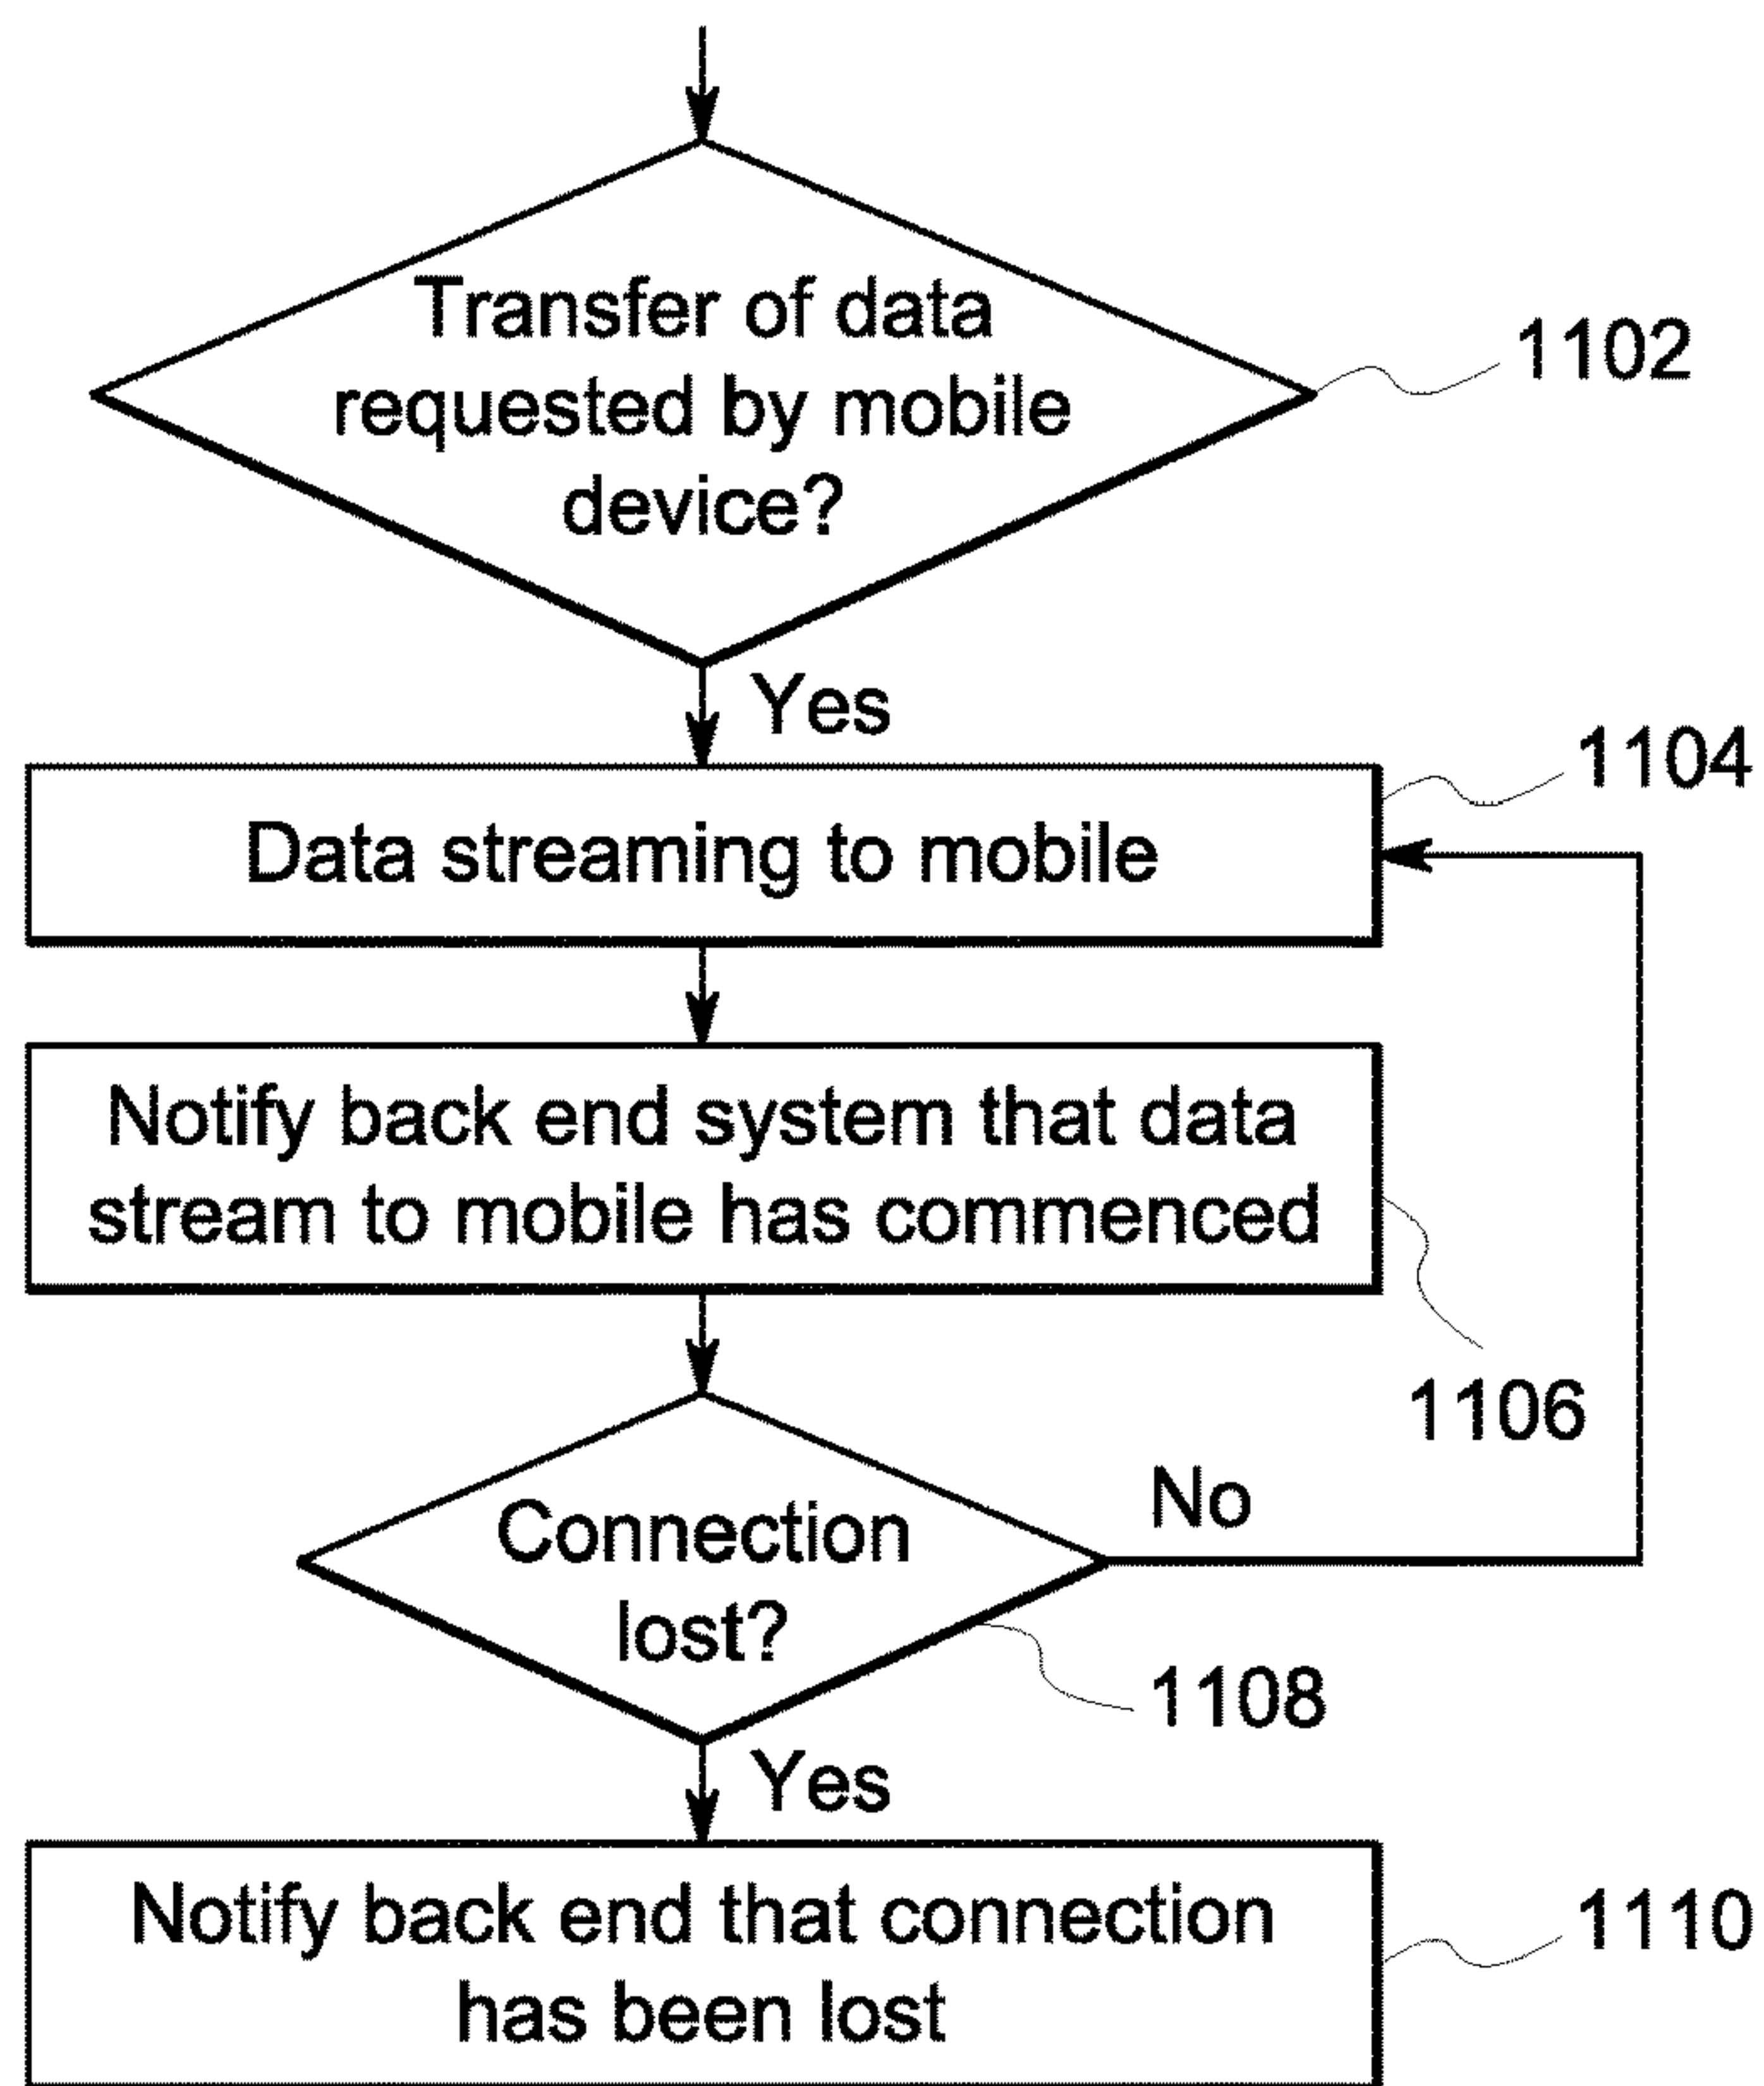 Transfer of data
requested by mobile
device?
1102
Yes
1104
Data streaming to mobile
Notify back end system that data
stream to mobile has commenced
1106
No
Connection
lost?
1108
Yes
Notify back end that connection
has been lost
1110